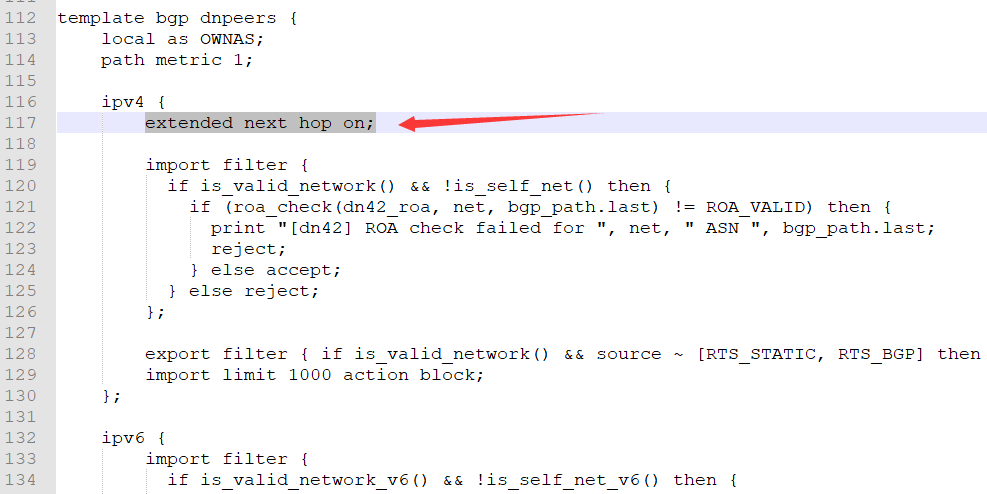 112 template bgp dnpeers {
113     local as OWNAS;
114     path metric 1;
115
116     ipv4 {
117         extended next hop on;
118
119         import filter {
120           if is_valid_network() && !is_self_net() then {
121             if (roa_check(dn42_roa, net, bgp_path.last) != ROA_VALID) then {
122               print "[dn42] ROA check failed for ", net, " ASN ", bgp_path.last;
123               reject;
124             } else accept;
125           } else reject;
126         };
127
128         export filter { if is_valid_network() && source ~ [RTS_STATIC, RTS_BGP] then
129         import limit 1000 action block;
130     };
131
132     ipv6 {
133         import filter {
134           if is_valid_network_v6() && !is_self_net_v6() then {